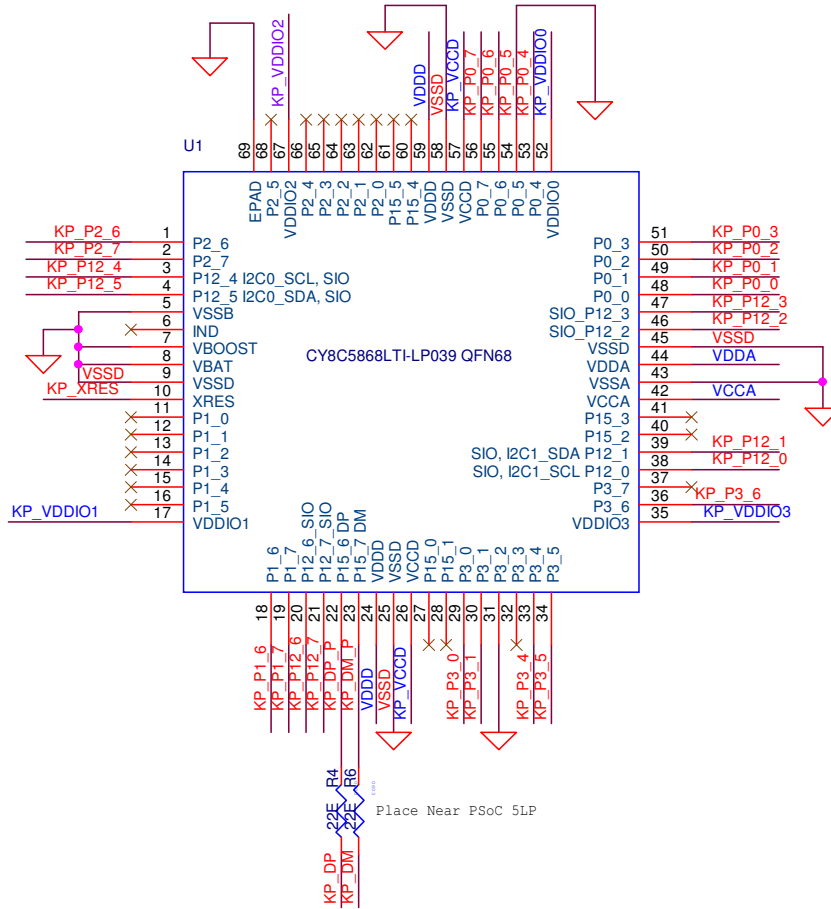 KP_VDDIO2
VDDD
VSSD
KP_VCCD
KP_P0_7
KP_P0_6
KP_P0_5
KP_P0_4
KP_VDDIO0
U1
69
68
67
66
65
64
63
62
61
60
59
58
57
56
55
54
53
52
EPAD
P2_5
VDDIO2
P2_4
P2_3
P2_2
P2_1
P2_0
P15_5
P15_4
VDDD
VSSD
VCCD
P0_7
P0_6
P0_5
P0_4
VDDIO0
KP_P2_6 1 P2_6
KP_P2_7 2 P2_7
KP_P12_4 3 P12_4 I2C0_SCL, SIO
KP_P12_5 4 P12_5 I2C0_SDA, SIO
5 VSSB
6 IND
7 VBOOST
8 VBAT
VSSD 9 VSSD
KP_XRES 10 XRES
11 P1_0
12 P1_1
13 P1_2
14 P1_3
15 P1_4
16 P1_5
KP_VDDIO1 17 VDDIO1
CY8C5868LTI-LP039 QFN68
P0_3 51 KP_P0_3
P0_2 50 KP_P0_2
P0_1 49 KP_P0_1
P0_0 48 KP_P0_0
SIO_P12_3 47 KP_P12_3
SIO_P12_2 46 KP_P12_2
VSSD 45 VSSD
VDDA 44 VDDA
VSSA 43
VCCA 42 VCCA
P15_3 41
P15_2 40
SIO, I2C1_SDA P12_1 39 KP_P12_1
SIO, I2C1_SCL P12_0 38 KP_P12_0
P3_7 37
P3_6 36 KP_P3_6
VDDIO3 35 KP_VDDIO3
P1_6
P1_7
P12_6_SIO
P12_7_SIO
P15_6_DP
P15_7_DM
VDDD
VSSD
VCCD
P15_0
P15_1
P3_0
P3_1
P3_2
P3_3
P3_4
P3_5
18
19
20
21
22
23
24
25
26
27
28
29
30
31
32
33
34
KP_P1_6
KP_P1_7
KP_P12_6
KP_P12_7
KP_DP_P
KP_DM_P
VDDD
VSSD
KP_VCCD
KP_P3_0
KP_P3_1
KP_P3_4
KP_P3_5
R4
R6
22E
22E
Place Near PSoC 5LP
KP_DP
KP_DM